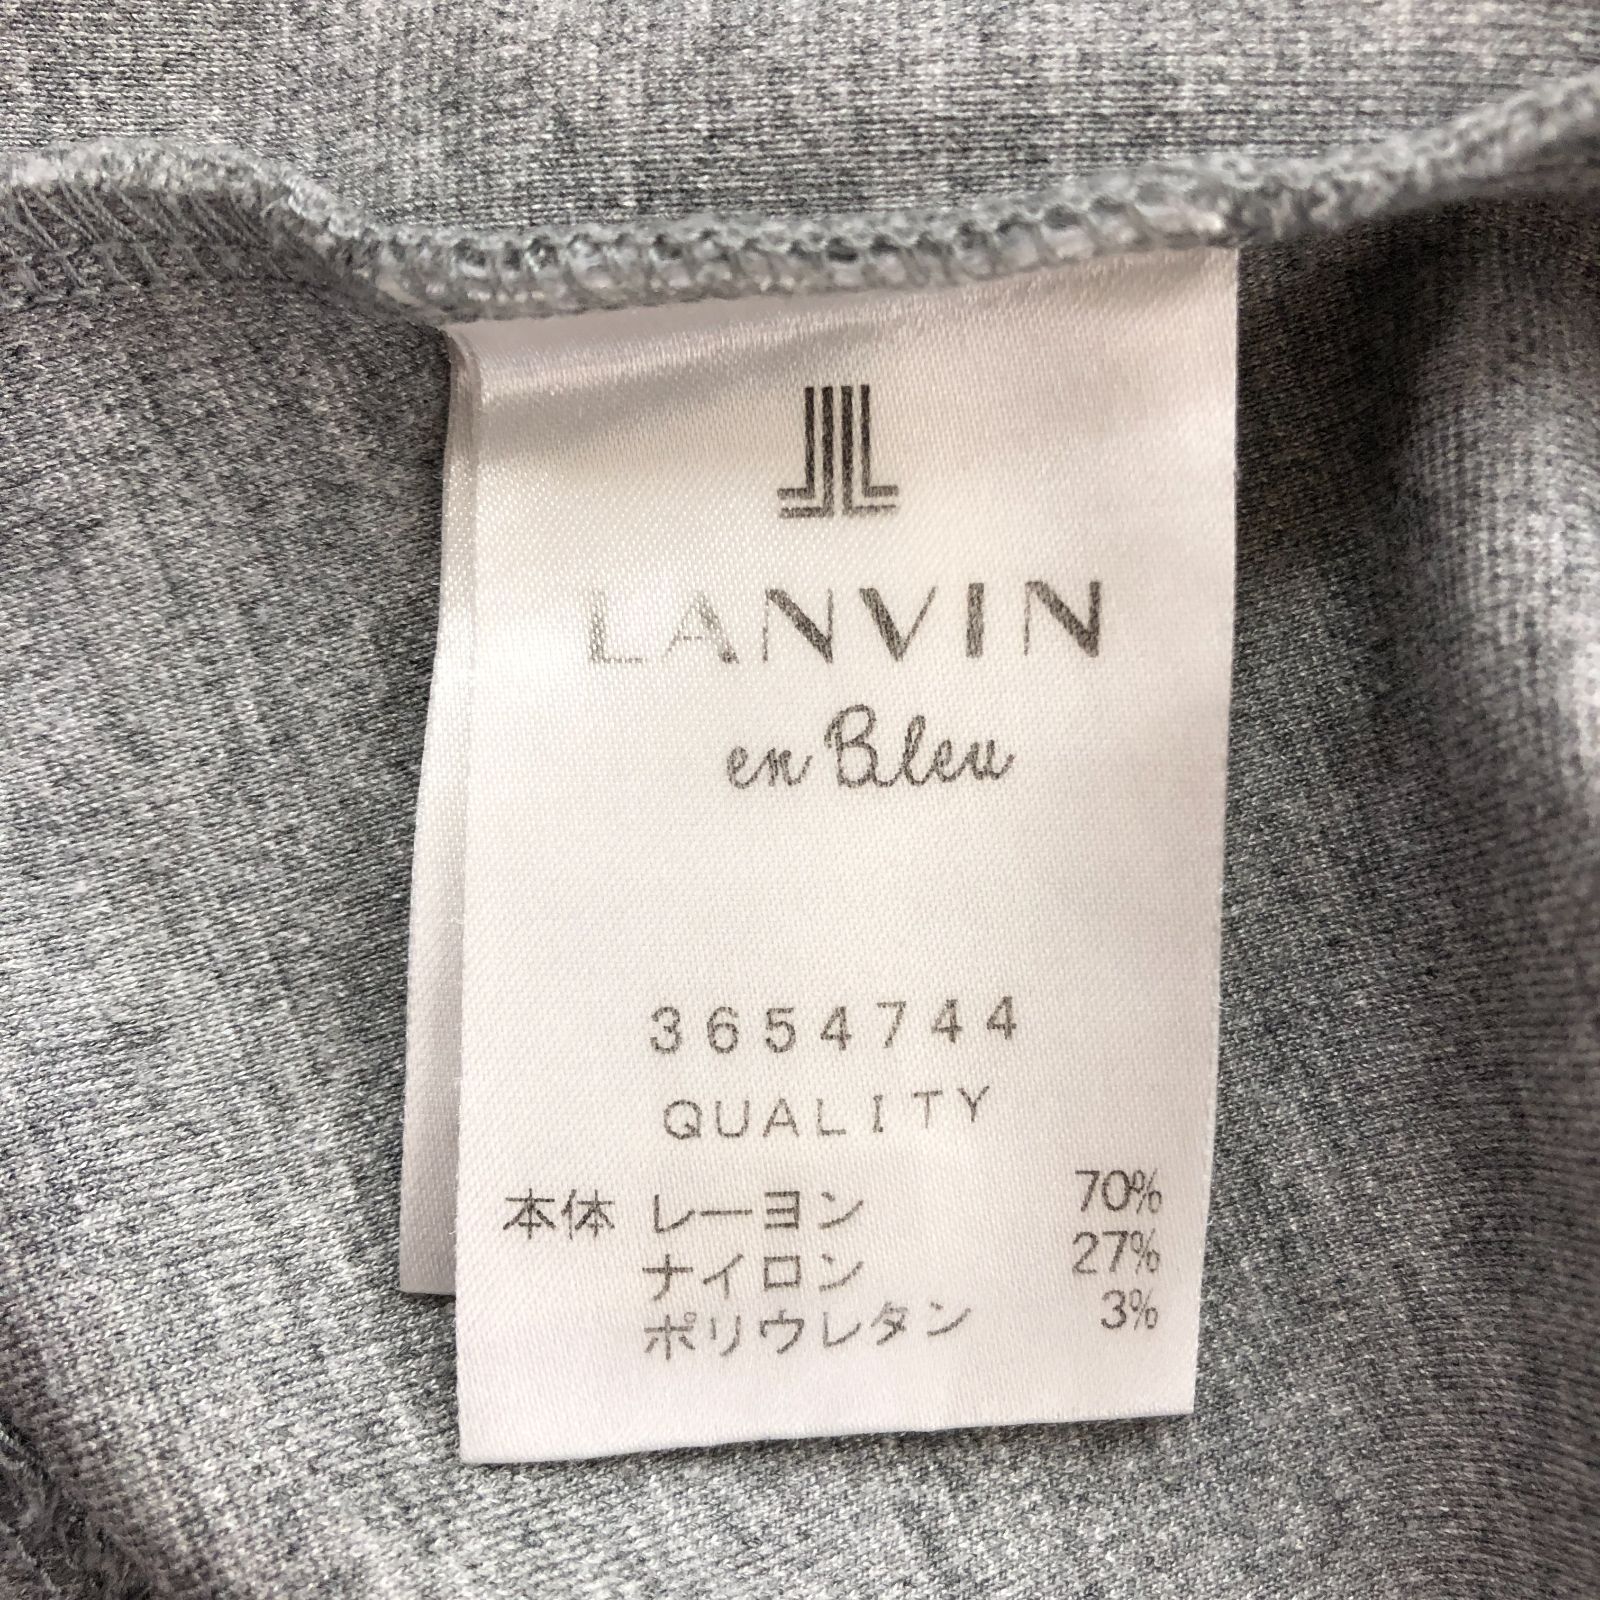 LANVIN
en Bleu
3654744
QUALITY
本体 レーヨン 70%
ナイロン 27%
ポリウレタン 3%